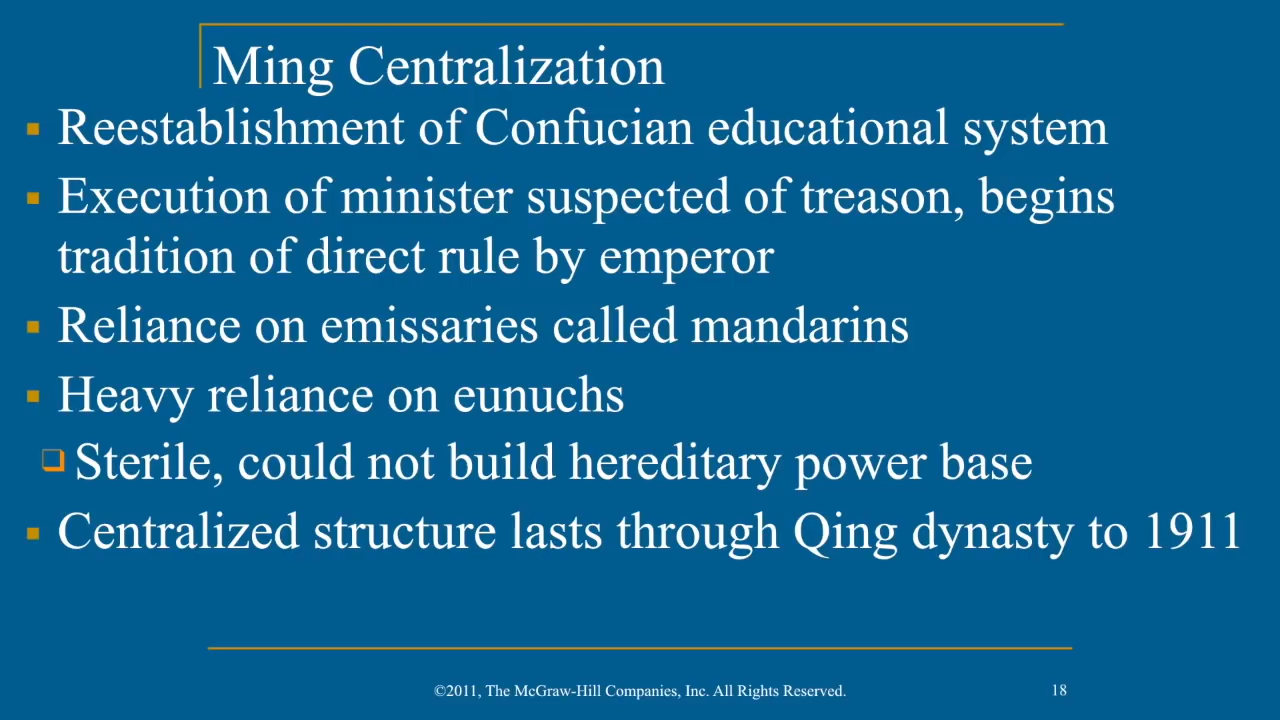 Ming Centralization
Reestablishment of Confucian educational system
Execution of minister suspected of treason, begins
tradition of direct rule by emperor
Reliance on emissaries called mandarins
Heavy reliance on eunuchs
Sterile, could not build hereditary power base
Centralized structure lasts through Qing dynasty to 1911
©2011, The McGraw-Hill Companies, Inc. All Rights Reserved.
18